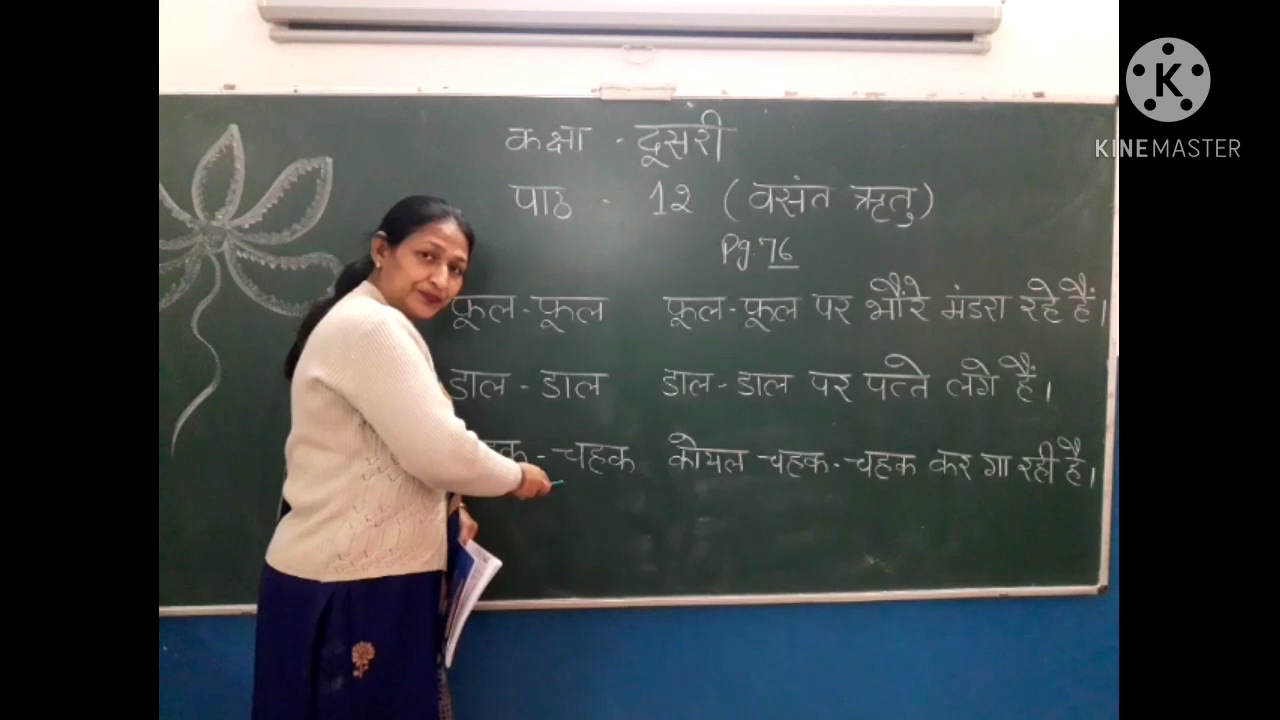 कक्षा - दूसरी
पाठ - 12 (वसंत ऋतु)
Pg. 76
फूल - फूल फूल-फूल पर भौंरे मंडरा रहे हैं।
डाल - डाल डाल-डाल पर पत्ते लगे हैं।
- चहक कोयल चहक-चहक कर गा रही है।
KINEMASTER